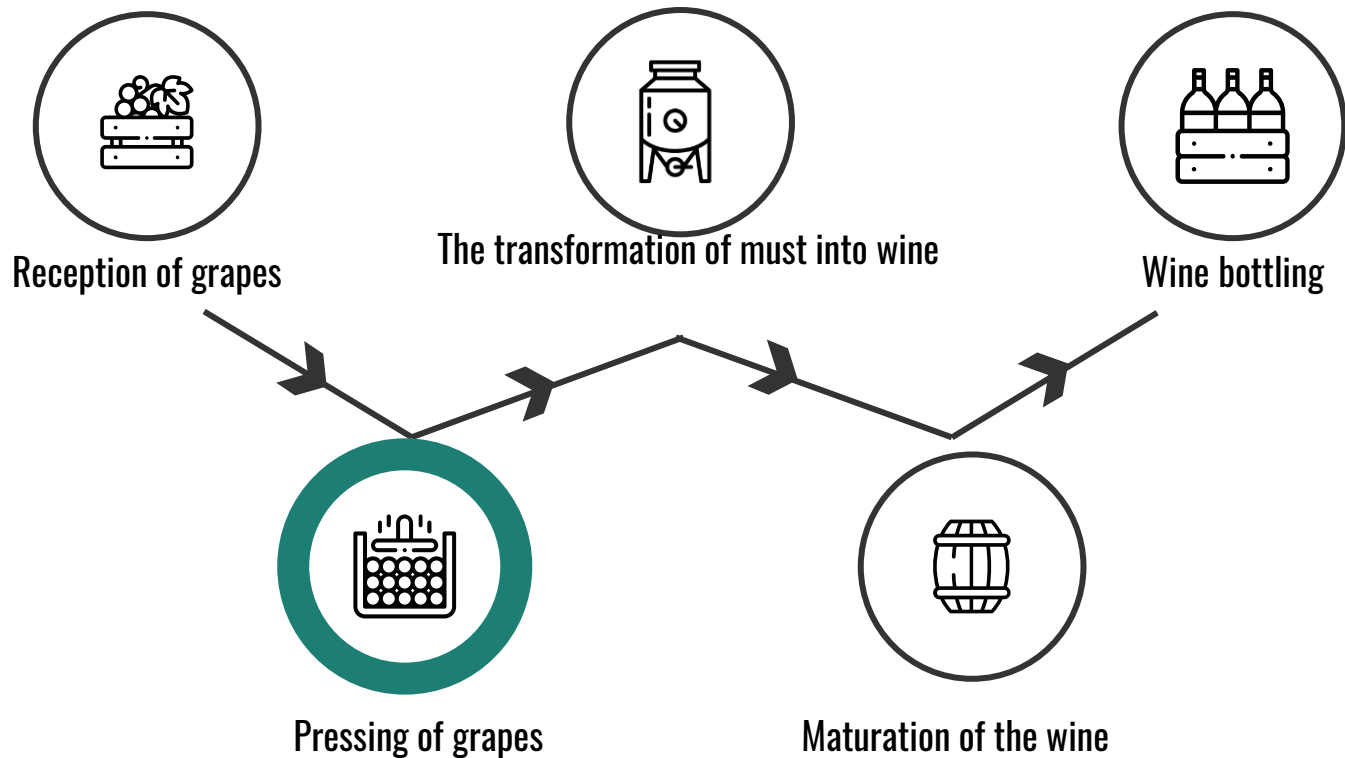 The transformation of must into wine
Reception of grapes
Wine bottling
Pressing of grapes
Maturation of the wine